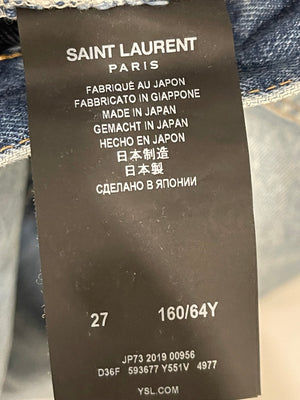 SAINT LAURENT
PARIS
FABRIQUÉ AU JAPON
FABBRICATO IN GIAPPONE
MADE IN JAPAN
GEMACHT IN JAPAN
HECHO EN JAPÓN
日本制造
日本製
СДЕЛАНО В ЯПОНИИ
27 160/64Y
JP73 2019 00956
D36F 593677 Y551V 4977
YSL.COM